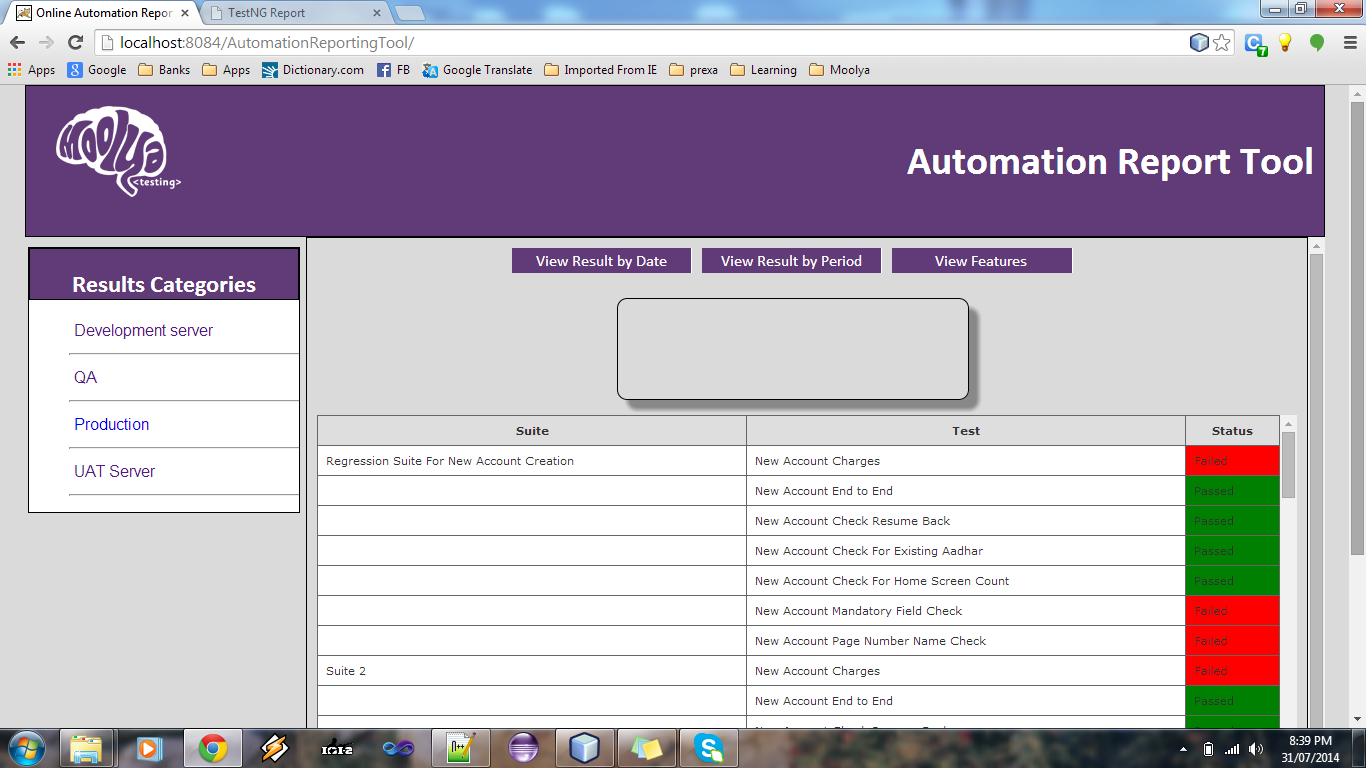 Online Automation Repor
TestNG Report
localhost:8084/AutomationReportingTool/
Apps Google Banks Apps Dictionary.com FB Google Translate Imported From IE prexa Learning Moolya
moolya
<testing>
Automation Report Tool
Results Categories
Development server
QA
Production
UAT Server
View Result by Date View Result by Period View Features
Suite Test Status
Regression Suite For New Account Creation New Account Charges Failed
New Account End to End Passed
New Account Check Resume Back Passed
New Account Check For Existing Aadhar Passed
New Account Check For Home Screen Count Passed
New Account Mandatory Field Check Failed
New Account Page Number Name Check Failed
Suite 2 New Account Charges Failed
New Account End to End Passed
IGI-2
8:39 PM
31/07/2014